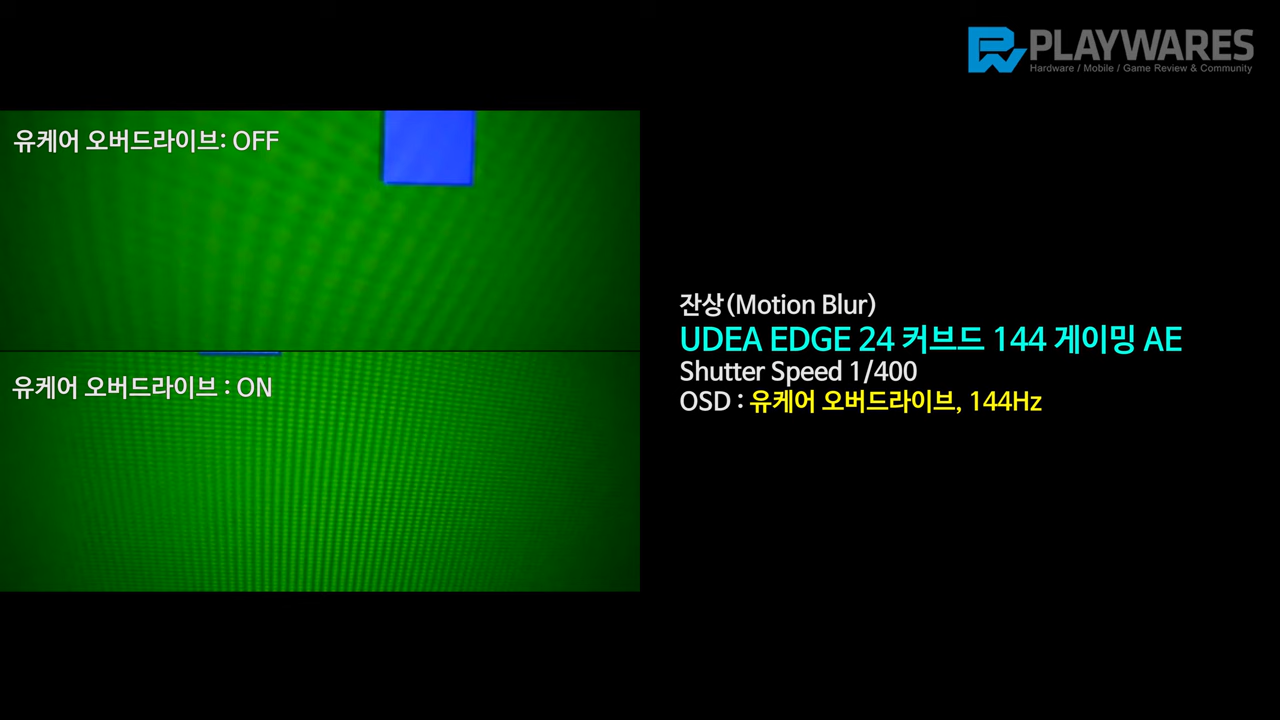 PLAYWARES
Hardware / Mobile / Game Review & Community
유케어 오버드라이브: OFF
유케어 오버드라이브 : ON
잔상(Motion Blur)
UDEA EDGE 24 커브드 144 게이밍 AE
Shutter Speed 1/400
OSD : 유케어 오버드라이브, 144Hz